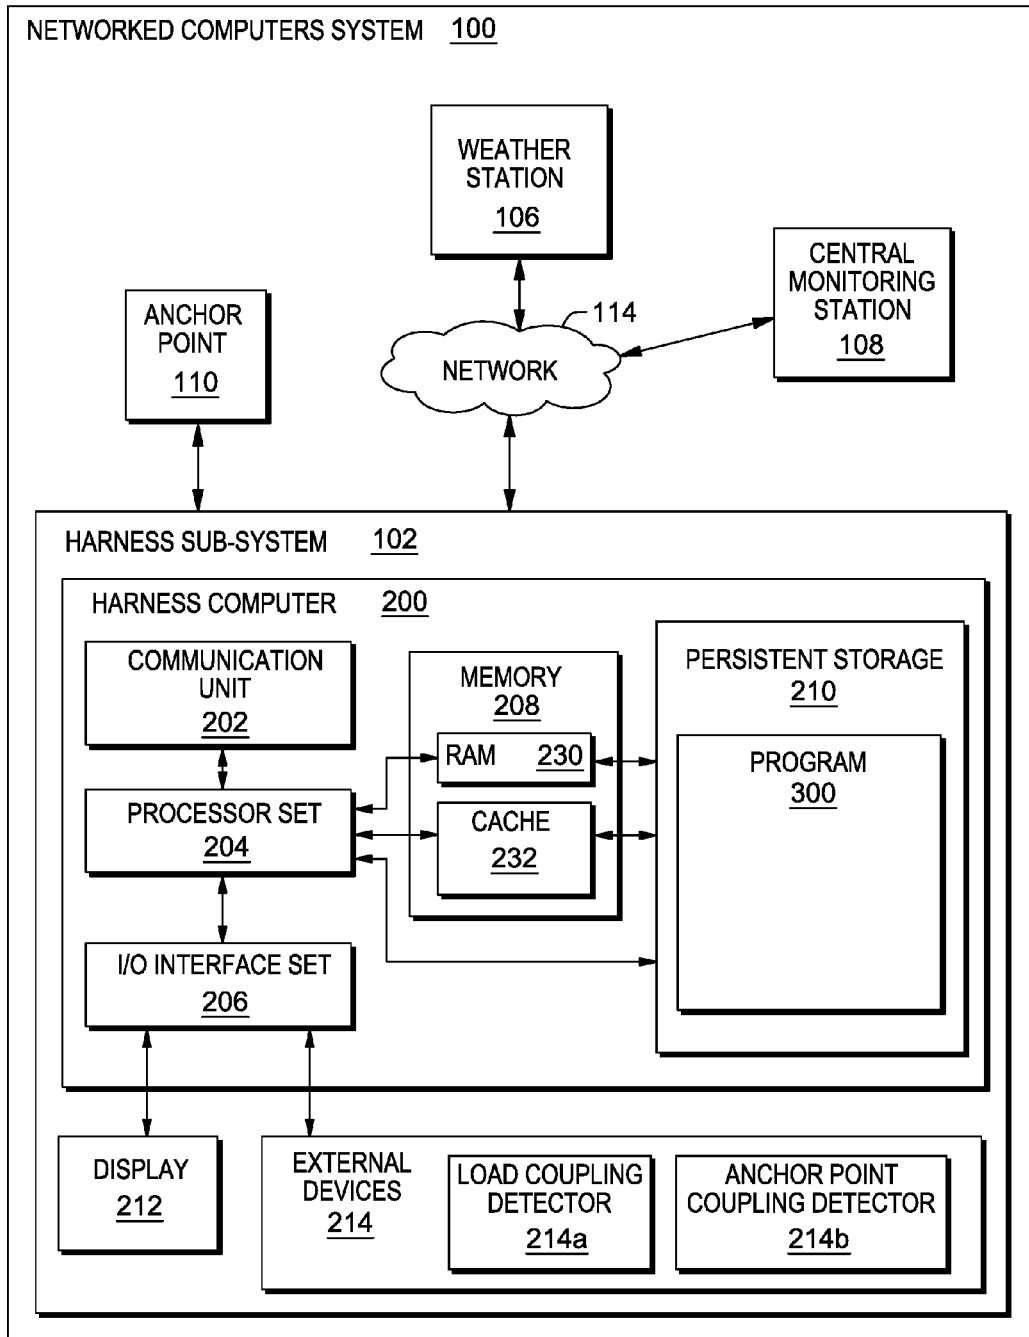 NETWORKED COMPUTERS SYSTEM 100
WEATHER
STATION
106
CENTRAL
MONITORING
STATION
108
ANCHOR
POINT
110
114
NETWORK
HARNESS SUB-SYSTEM 102
HARNESS COMPUTER 200
COMMUNICATION
UNIT
202
PROCESSOR SET
204
I/O INTERFACE SET
206
MEMORY
208
RAM 230
CACHE
232
PERSISTENT STORAGE
210
PROGRAM
300
DISPLAY
212
EXTERNAL
DEVICES
214
LOAD COUPLING
DETECTOR
214a
ANCHOR POINT
COUPLING DETECTOR
214b